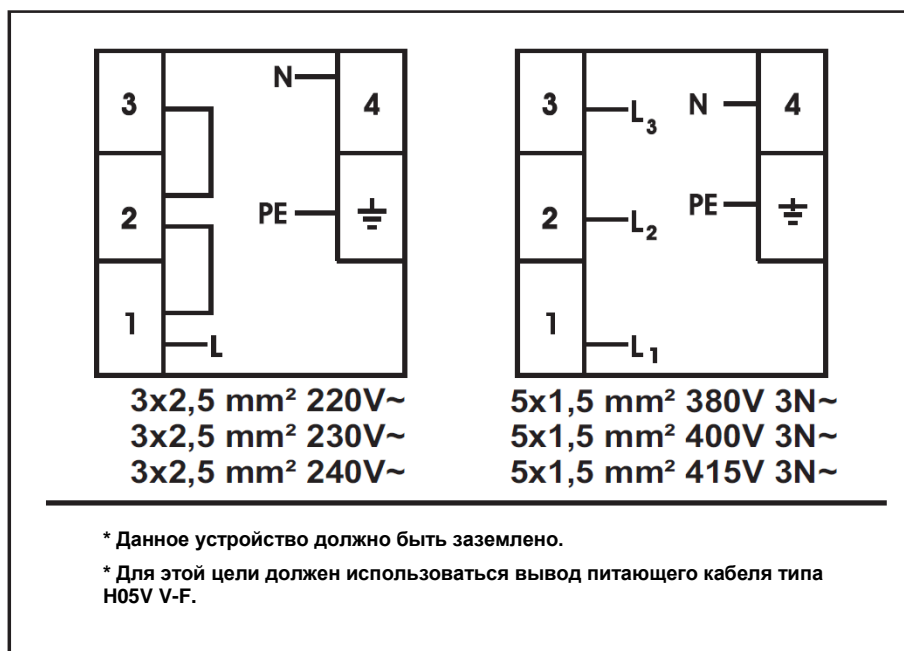 3
N
4
2
PE
1
L
3x2,5 mm² 220V~
3x2,5 mm² 230V~
3x2,5 mm² 240V~
3
L₃
N
4
2
L₂
PE
1
L₁
5x1,5 mm² 380V 3N~
5x1,5 mm² 400V 3N~
5x1,5 mm² 415V 3N~
* Данное устройство должно быть заземлено.
* Для этой цели должен использоваться вывод питающего кабеля типа
H05V V-F.